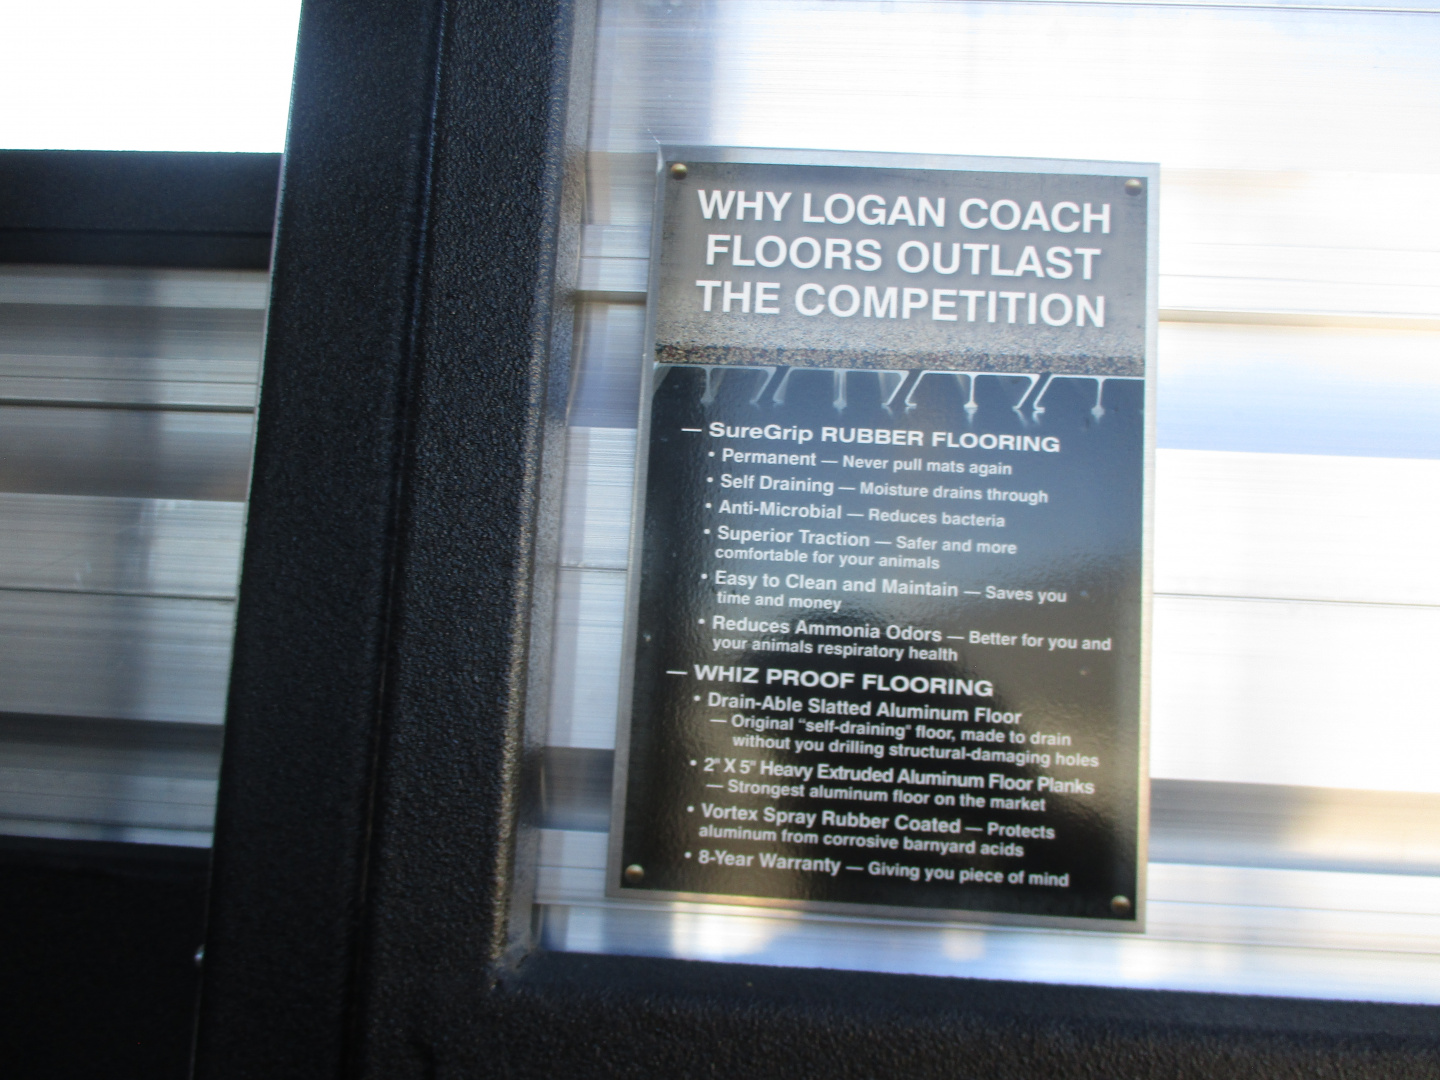 WHY LOGAN COACH
FLOORS OUTLAST
THE COMPETITION
— SureGrip RUBBER FLOORING
• Permanent — Never pull mats again
• Self Draining — Moisture drains through
• Anti-Microbial — Reduces bacteria
• Superior Traction — Safer and more
comfortable for your animals
• Easy to Clean and Maintain — Saves you
time and money
• Reduces Ammonia Odors — Better for you and
your animals respiratory health
— WHIZ PROOF FLOORING
• Drain-Able Slatted Aluminum Floor
— Original "self-draining" floor, made to drain
without you drilling structural-damaging holes
• 2" X 5" Heavy Extruded Aluminum Floor Planks
— Strongest aluminum floor on the market
• Vortex Spray Rubber Coated — Protects
aluminum from corrosive barnyard acids
• 8-Year Warranty — Giving you piece of mind